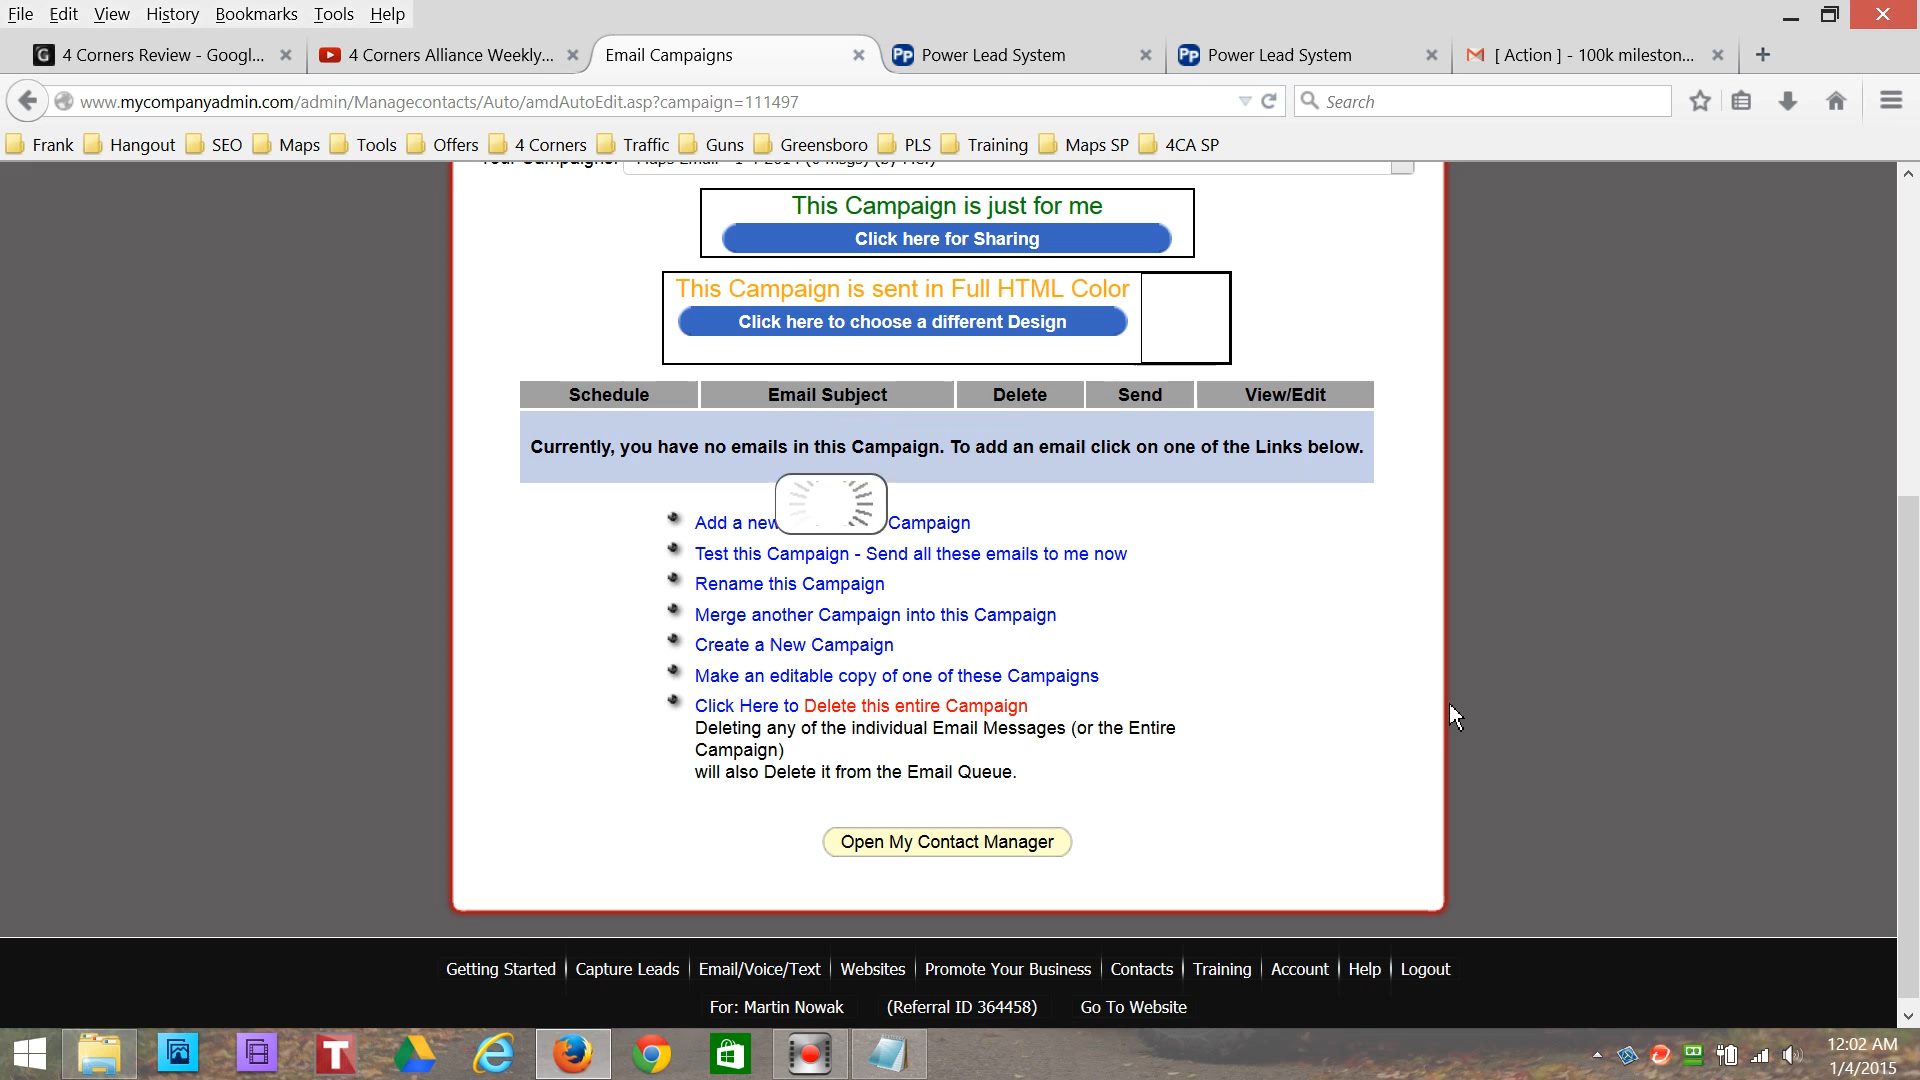 File Edit View History Bookmarks Tools Help
4 Corners Review - Googl...
4 Corners Alliance Weekly...
Email Campaigns
Power Lead System
Power Lead System
[ Action ] - 100k mileston...
www.mycompanyadmin.com/admin/Managecontacts/Auto/amdAutoEdit.asp?campaign=111497
Search
Frank Hangout SEO Maps Tools Offers 4 Corners Traffic Guns Greensboro PLS Training Maps SP 4CA SP
This Campaign is just for me
Click here for Sharing
This Campaign is sent in Full HTML Color
Click here to choose a different Design
Schedule Email Subject Delete Send View/Edit
Currently, you have no emails in this Campaign. To add an email click on one of the Links below.
Add a new Campaign
Test this Campaign - Send all these emails to me now
Rename this Campaign
Merge another Campaign into this Campaign
Create a New Campaign
Make an editable copy of one of these Campaigns
Click Here to Delete this entire Campaign
Deleting any of the individual Email Messages (or the Entire
Campaign)
will also Delete it from the Email Queue.
Open My Contact Manager
Getting Started Capture Leads Email/Voice/Text Websites Promote Your Business Contacts Training Account Help Logout
For: Martin Nowak (Referral ID 364458) Go To Website
12:02 AM
1/4/2015